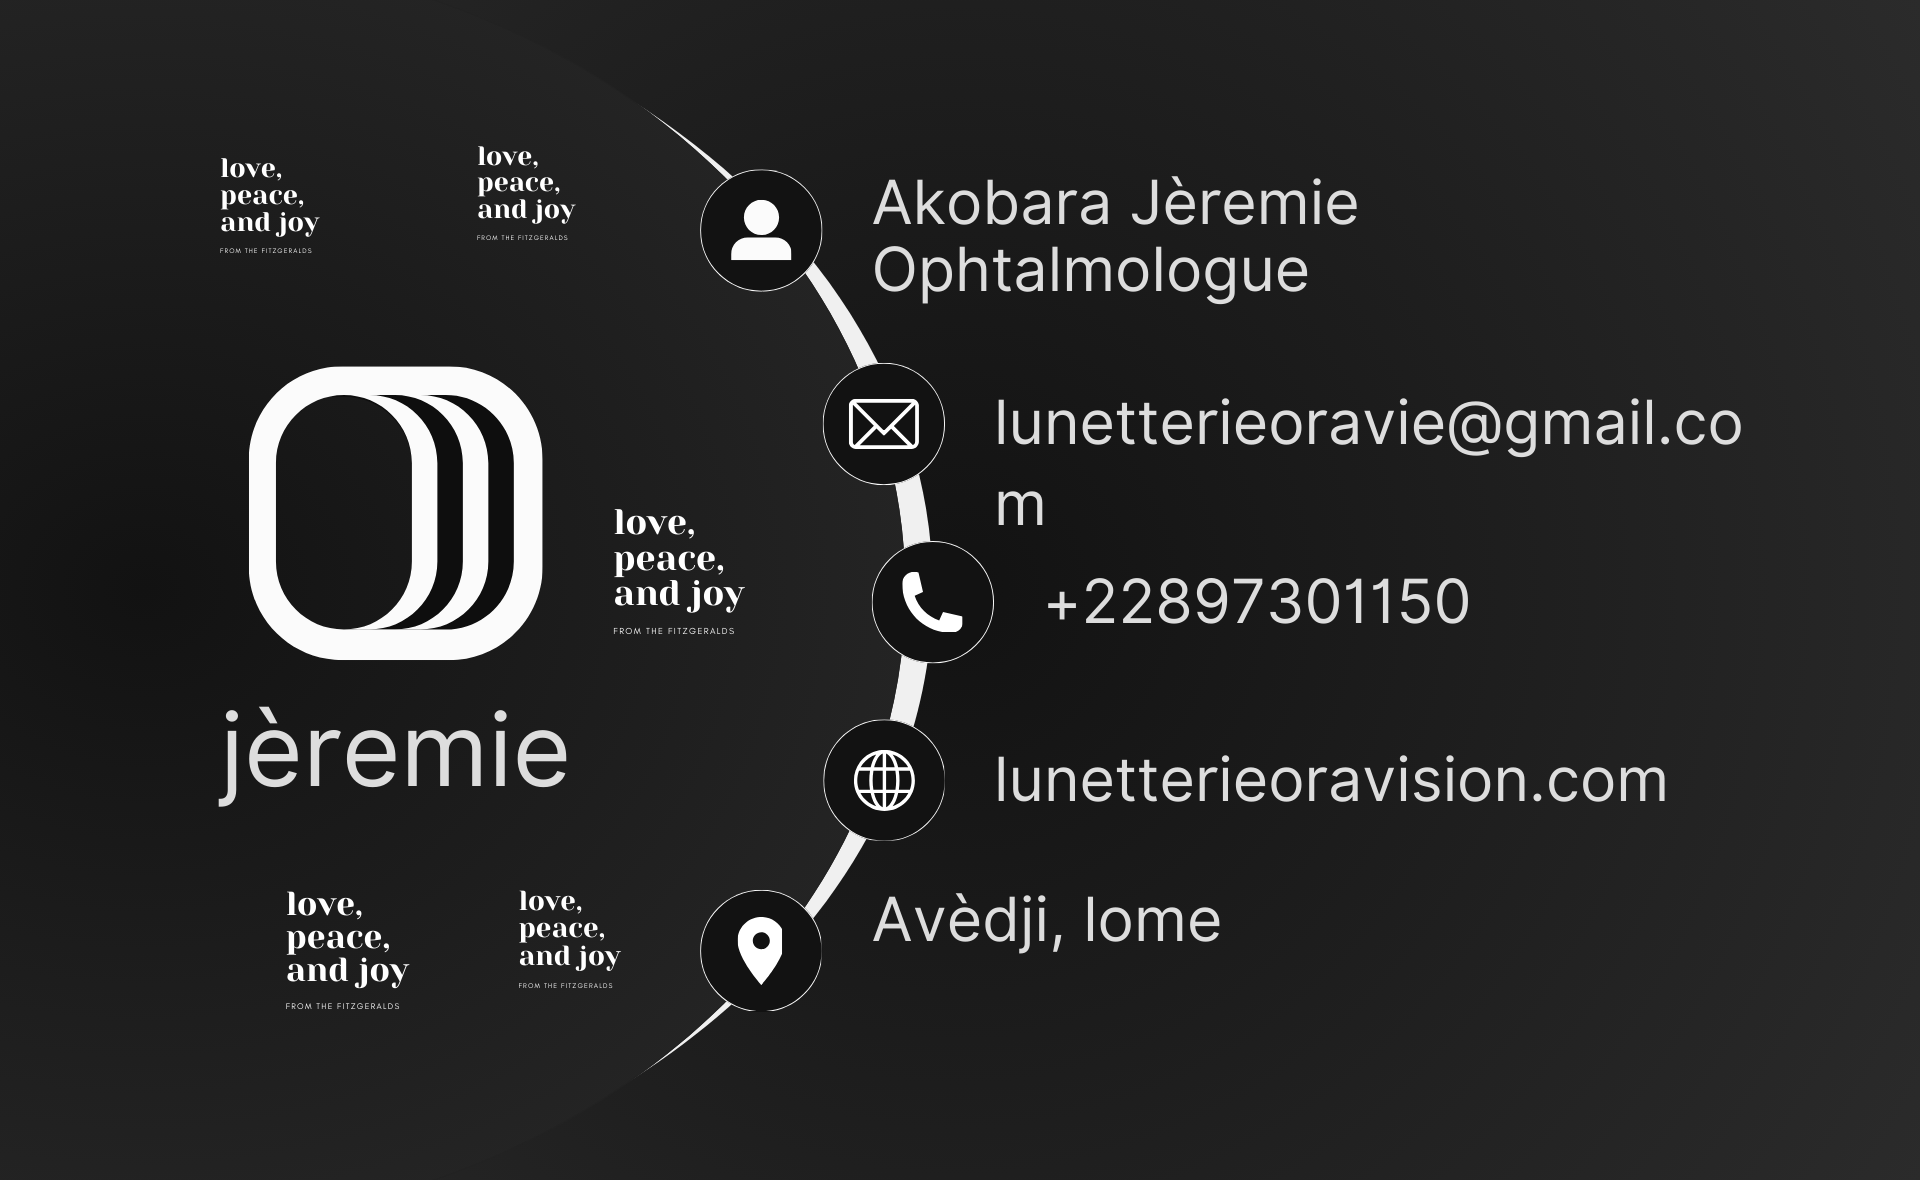 love,
peace,
and joy
FROM THE FITZGERALDS
love,
peace,
and joy
FROM THE FITZGERALDS
love,
peace,
and joy
FROM THE FITZGERALDS
jèremie
love,
peace,
and joy
FROM THE FITZGERALDS
love,
peace,
and joy
FROM THE FITZGERALDS
Akobara Jèremie
Ophtalmologue
lunetterieoravie@gmail.co
m
+22897301150
lunetterieoravision.com
Avèdji, lome